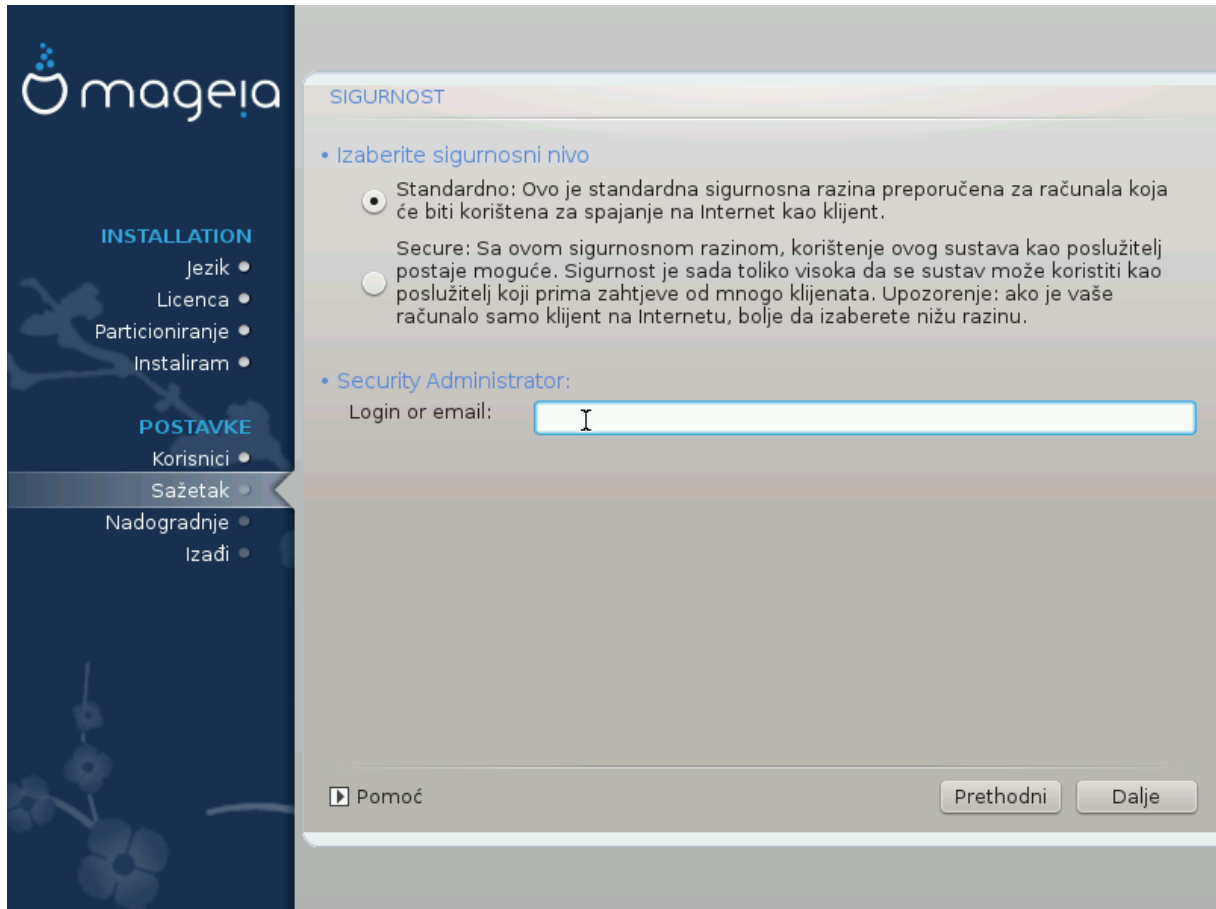 mageia
INSTALLATION
Jezik
Licenca
Particioniranje
Instaliram
POSTAVKE
Korisnici
Sažetak
Nadogradnje
Izađi
SIGURNOST
• Izaberite sigurnosni nivo
Standardno: Ovo je standardna sigurnosna razina preporučena za računala koja
će biti korištena za spajanje na Internet kao klijent.
Secure: Sa ovom sigurnosnom razinom, korištenje ovog sustava kao poslužitelj
postaje moguće. Sigurnost je sada toliko visoka da se sustav može koristiti kao
poslužitelj koji prima zahtjeve od mnogo klijenata. Upozorenje: ako je vaše
računalo samo klijent na Internetu, bolje da izaberete nižu razinu.
• Security Administrator:
Login or email:
Pomoć
Prethodni
Dalje